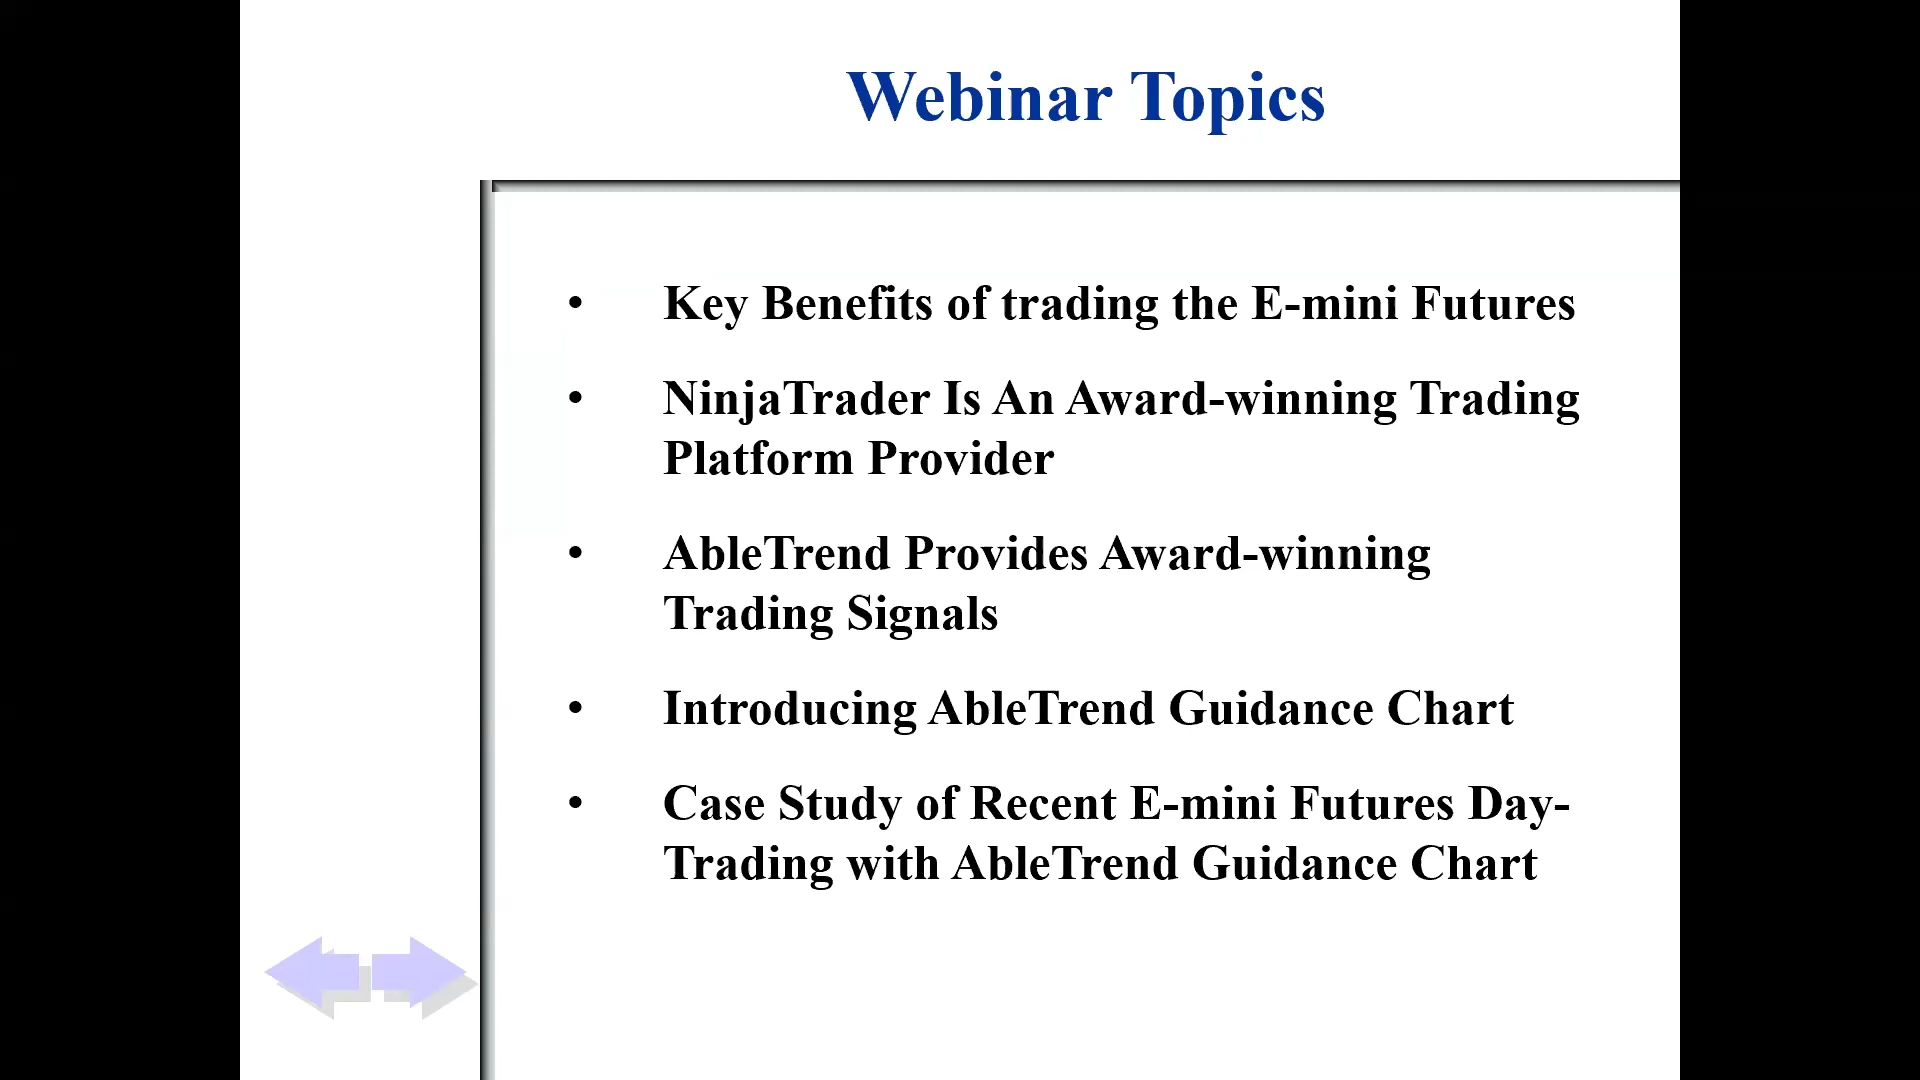 Webinar Topics
• Key Benefits of trading the E-mini Futures
• NinjaTrader Is An Award-winning Trading
Platform Provider
• AbleTrend Provides Award-winning
Trading Signals
• Introducing AbleTrend Guidance Chart
• Case Study of Recent E-mini Futures Day-
Trading with AbleTrend Guidance Chart